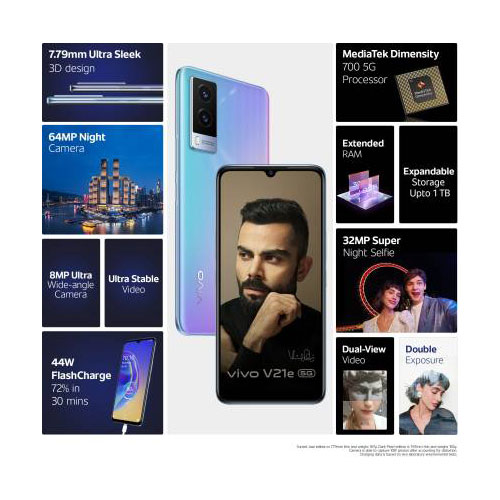 7.79mm Ultra Sleek
3D design
64MP Night
Camera
8MP Ultra
Wide-angle
Camera
Ultra Stable
Video
44W
FlashCharge
72% in
30 mins
vivo
vivo V21e 5G
MediaTek Dimensity
700 5G
Processor
Extended
RAM
Expandable
Storage
Upto 1 TB
32MP Super
Night Selfie
Dual-View
Video
Double
Exposure